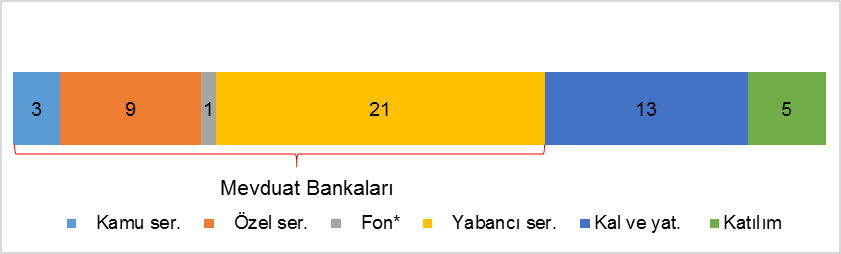 3 9 1 21 13 5
Mevduat Bankaları
Kamu ser. Özel ser. Fon* Yabancı ser. Kal ve yat. Katılım